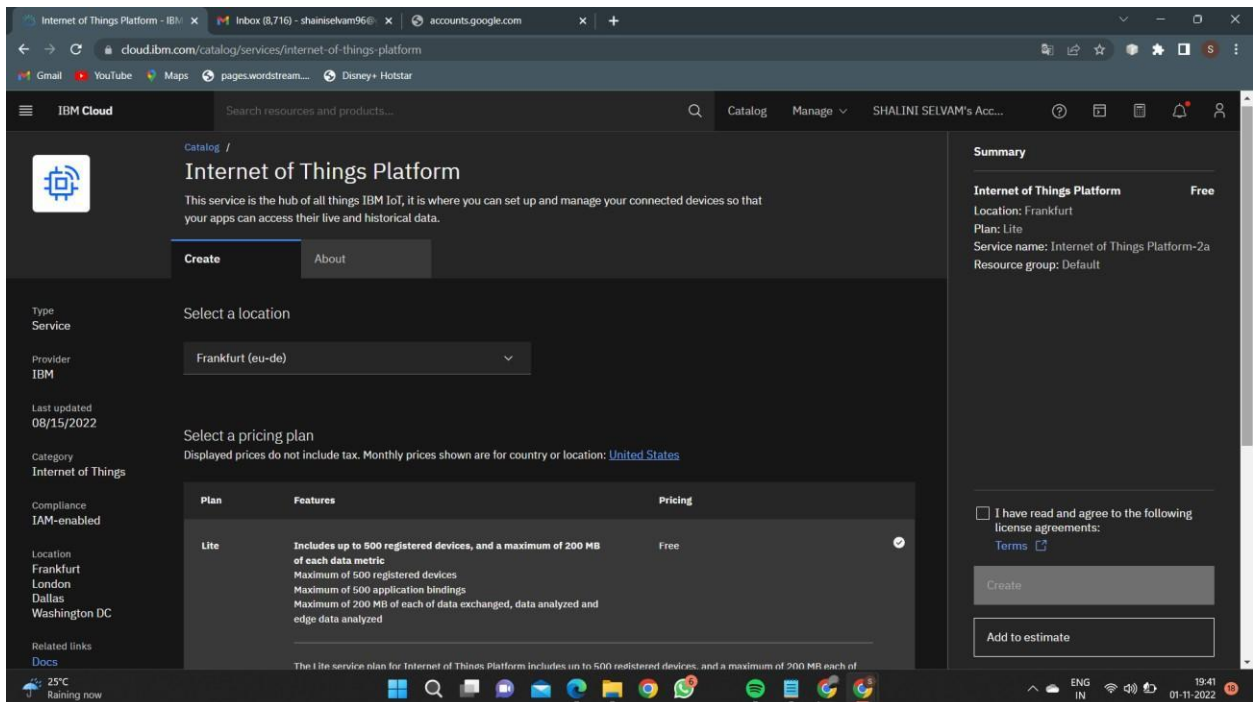 Internet of Things Platform - IBM
Inbox (8,716) - shainiselvam96@
accounts.google.com
cloud.ibm.com/catalog/services/internet-of-things-platform
Gmail YouTube Maps pages.wordstream.... Disney+ Hotstar
IBM Cloud
Search resources and products...
Catalog
Manage
SHALINI SELVAM's Acc...
Catalog /
Internet of Things Platform
This service is the hub of all things IBM IoT, it is where you can set up and manage your connected devices so that
your apps can access their live and historical data.
Create
About
Type
Service
Provider
IBM
Last updated
08/15/2022
Category
Internet of Things
Compliance
IAM-enabled
Location
Frankfurt
London
Dallas
Washington DC
Related links
Docs
Select a location
Frankfurt (eu-de)
Select a pricing plan
Displayed prices do not include tax. Monthly prices shown are for country or location: United States
Plan Features Pricing
Lite
Includes up to 500 registered devices, and a maximum of 200 MB
of each data metric
Maximum of 500 registered devices
Maximum of 500 application bindings
Maximum of 200 MB of each of data exchanged, data analyzed and
edge data analyzed
Free
The Lite service plan for Internet of Things Platform includes up to 500 registered devices, and a maximum of 200 MB each of
Summary
Internet of Things Platform Free
Location: Frankfurt
Plan: Lite
Service name: Internet of Things Platform-2a
Resource group: Default
I have read and agree to the following
license agreements:
Terms
Create
Add to estimate
25°C
Raining now
6
S
ENG
IN
19:41
01-11-2022
18